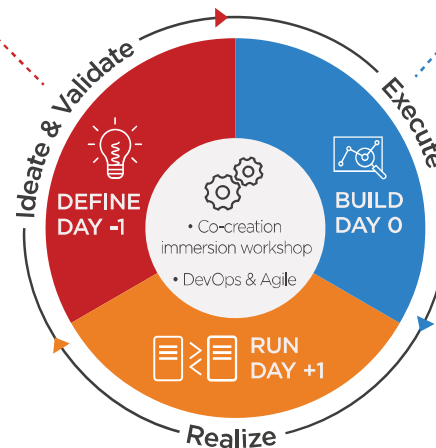 Ideate & Validate
Execute
DEFINE
DAY -1
BUILD
DAY 0
• Co-creation
immersion workshop
• DevOps & Agile
RUN
DAY +1
Realize